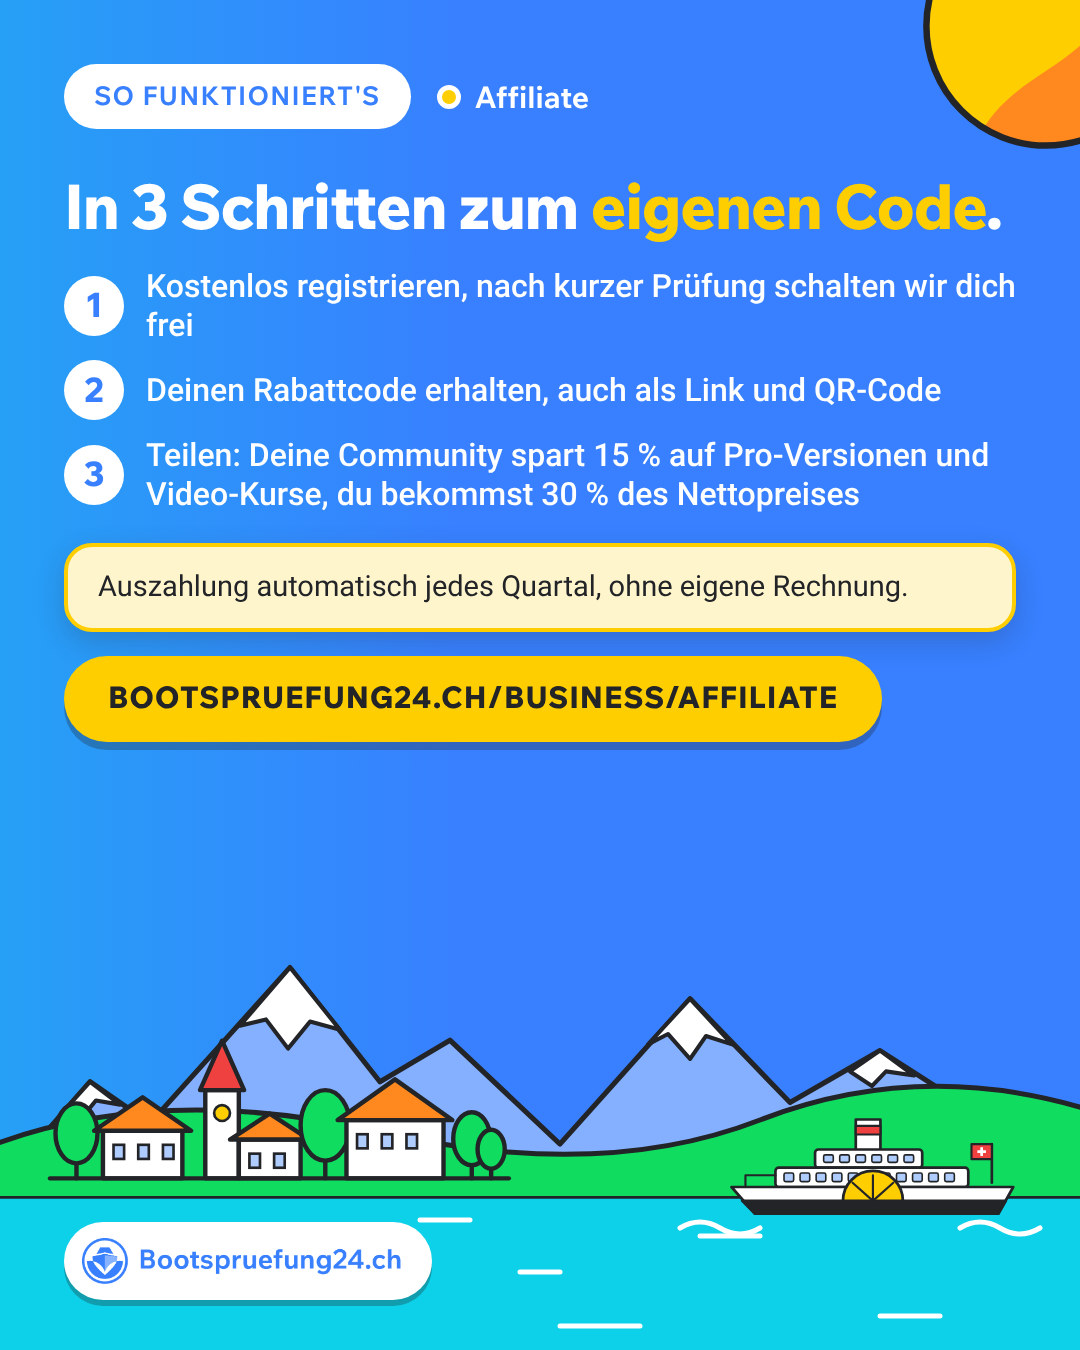 SO FUNKTIONIERT'S
Affiliate
In 3 Schritten zum eigenen Code.
1
Kostenlos registrieren, nach kurzer Prüfung schalten wir dich
frei
2
Deinen Rabattcode erhalten, auch als Link und QR-Code
3
Teilen: Deine Community spart 15 % auf Pro-Versionen und
Video-Kurse, du bekommst 30 % des Nettopreises
Auszahlung automatisch jedes Quartal, ohne eigene Rechnung.
BOOTSPRUEFUNG24.CH/BUSINESS/AFFILIATE
Bootspruefung24.ch